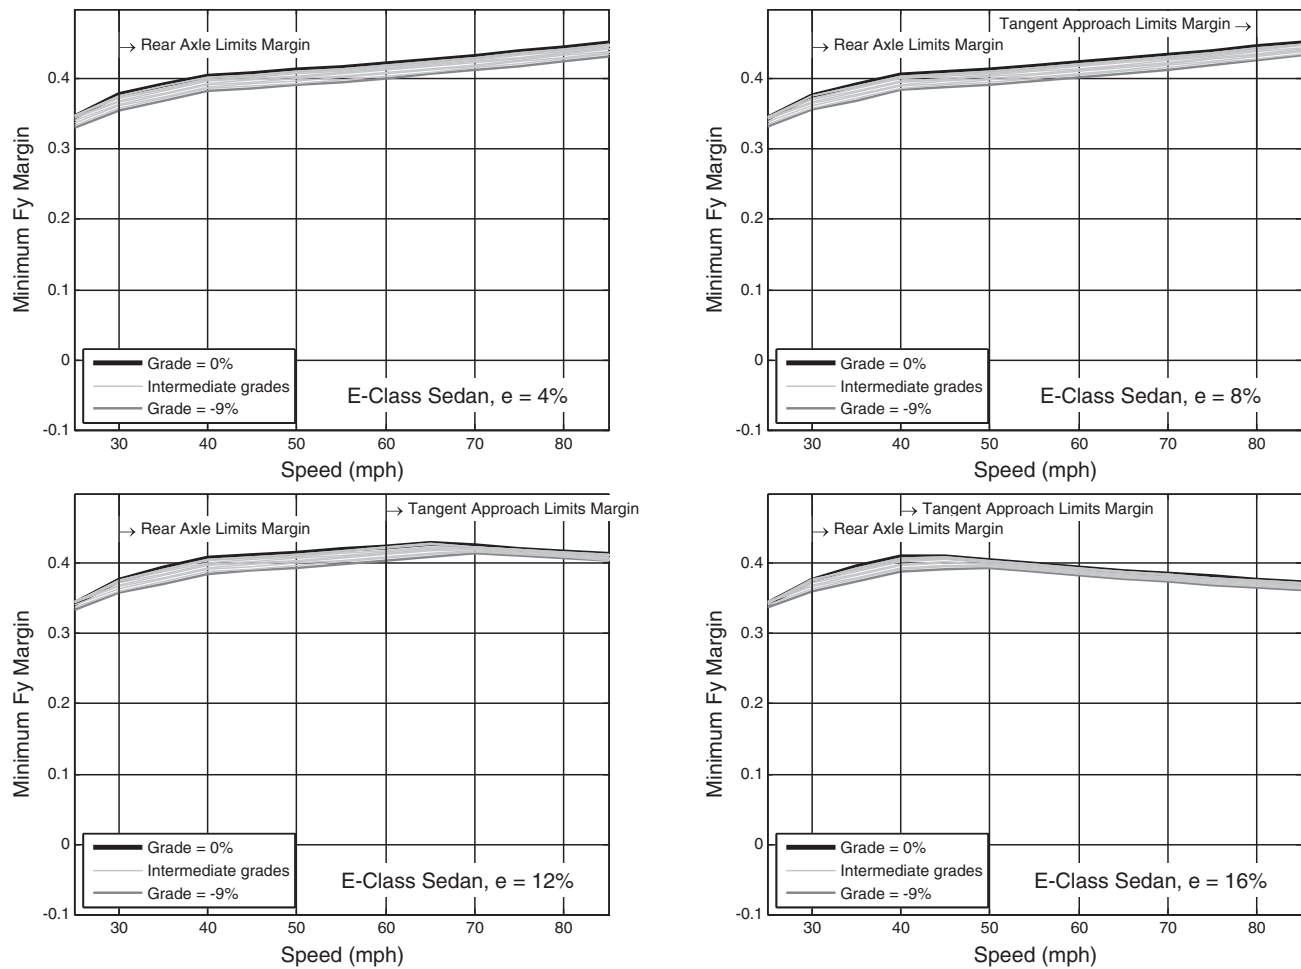 → Rear Axle Limits Margin
0.4
0.3
0.2
0.1
0
-0.1
Minimum Fy Margin
Grade = 0%
Intermediate grades
Grade = -9%
E-Class Sedan, e = 4%
30 40 50 60 70 80
Speed (mph)
Tangent Approach Limits Margin →
→ Rear Axle Limits Margin
0.4
0.3
0.2
0.1
0
-0.1
Minimum Fy Margin
Grade = 0%
Intermediate grades
Grade = -9%
E-Class Sedan, e = 8%
30 40 50 60 70 80
Speed (mph)
→ Tangent Approach Limits Margin
→ Rear Axle Limits Margin
0.4
0.3
0.2
0.1
0
-0.1
Minimum Fy Margin
Grade = 0%
Intermediate grades
Grade = -9%
E-Class Sedan, e = 12%
30 40 50 60 70 80
Speed (mph)
→ Tangent Approach Limits Margin
→ Rear Axle Limits Margin
0.4
0.3
0.2
0.1
0
-0.1
Minimum Fy Margin
Grade = 0%
Intermediate grades
Grade = -9%
E-Class Sedan, e = 16%
30 40 50 60 70 80
Speed (mph)